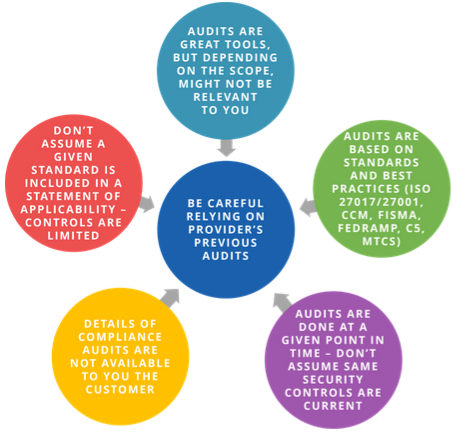 AUDITS ARE
GREAT TOOLS,
BUT DEPENDING
ON THE SCOPE,
MIGHT NOT BE
RELEVANT
TO YOU
DON'T
ASSUME A
GIVEN
STANDARD IS
INCLUDED IN A
STATEMENT OF
APPLICABILITY –
CONTROLS ARE
LIMITED
AUDITS ARE
BASED ON
STANDARDS
AND BEST
PRACTICES (ISO
27017/27001,
CCM, FISMA,
FEDRAMP, C5,
MTCS)
BE CAREFUL
RELYING ON
PROVIDER'S
PREVIOUS
AUDITS
DETAILS OF
COMPLIANCE
AUDITS ARE
NOT AVAILABLE
TO YOU THE
CUSTOMER
AUDITS ARE
DONE AT A
GIVEN POINT IN
TIME – DON'T
ASSUME SAME
SECURITY
CONTROLS ARE
CURRENT